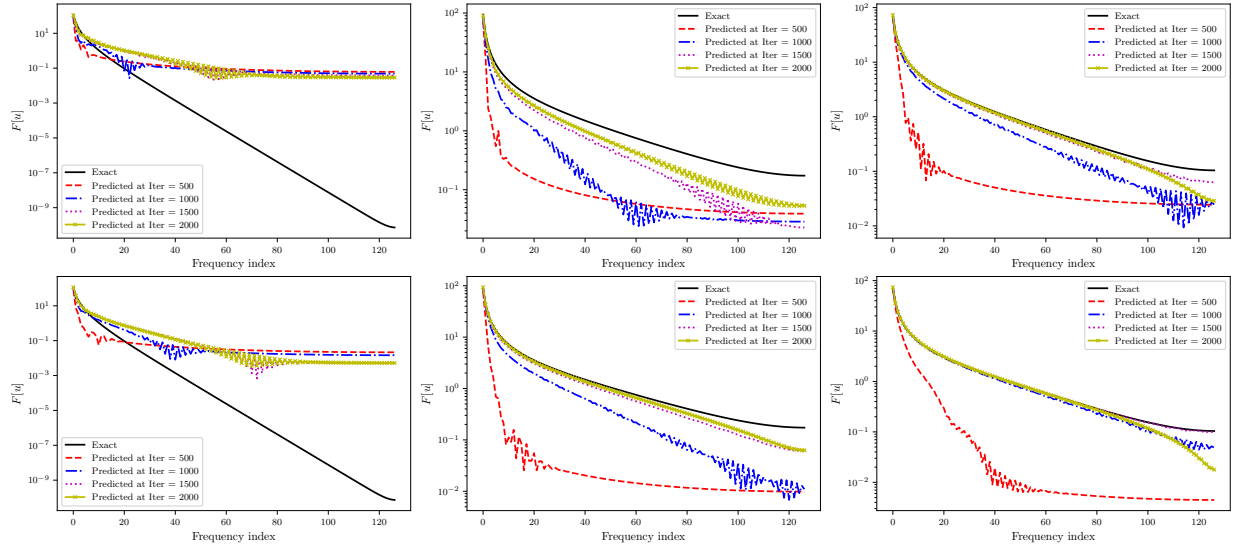 Exact
Predicted at Iter = 500
Predicted at Iter = 1000
Predicted at Iter = 1500
Predicted at Iter = 2000
F[u]
10^1
10^-1
10^-3
10^-5
10^-7
10^-9
0 20 40 60 80 100 120
Frequency index
Exact
Predicted at Iter = 500
Predicted at Iter = 1000
Predicted at Iter = 1500
Predicted at Iter = 2000
F[u]
10^2
10^1
10^0
10^-1
0 20 40 60 80 100 120
Frequency index
Exact
Predicted at Iter = 500
Predicted at Iter = 1000
Predicted at Iter = 1500
Predicted at Iter = 2000
F[u]
10^2
10^1
10^0
10^-1
10^-2
0 20 40 60 80 100 120
Frequency index
Exact
Predicted at Iter = 500
Predicted at Iter = 1000
Predicted at Iter = 1500
Predicted at Iter = 2000
F[u]
10^1
10^-1
10^-3
10^-5
10^-7
10^-9
0 20 40 60 80 100 120
Frequency index
Exact
Predicted at Iter = 500
Predicted at Iter = 1000
Predicted at Iter = 1500
Predicted at Iter = 2000
F[u]
10^2
10^1
10^0
10^-1
10^-2
0 20 40 60 80 100 120
Frequency index
Exact
Predicted at Iter = 500
Predicted at Iter = 1000
Predicted at Iter = 1500
Predicted at Iter = 2000
F[u]
10^2
10^1
10^0
10^-1
10^-2
0 20 40 60 80 100 120
Frequency index